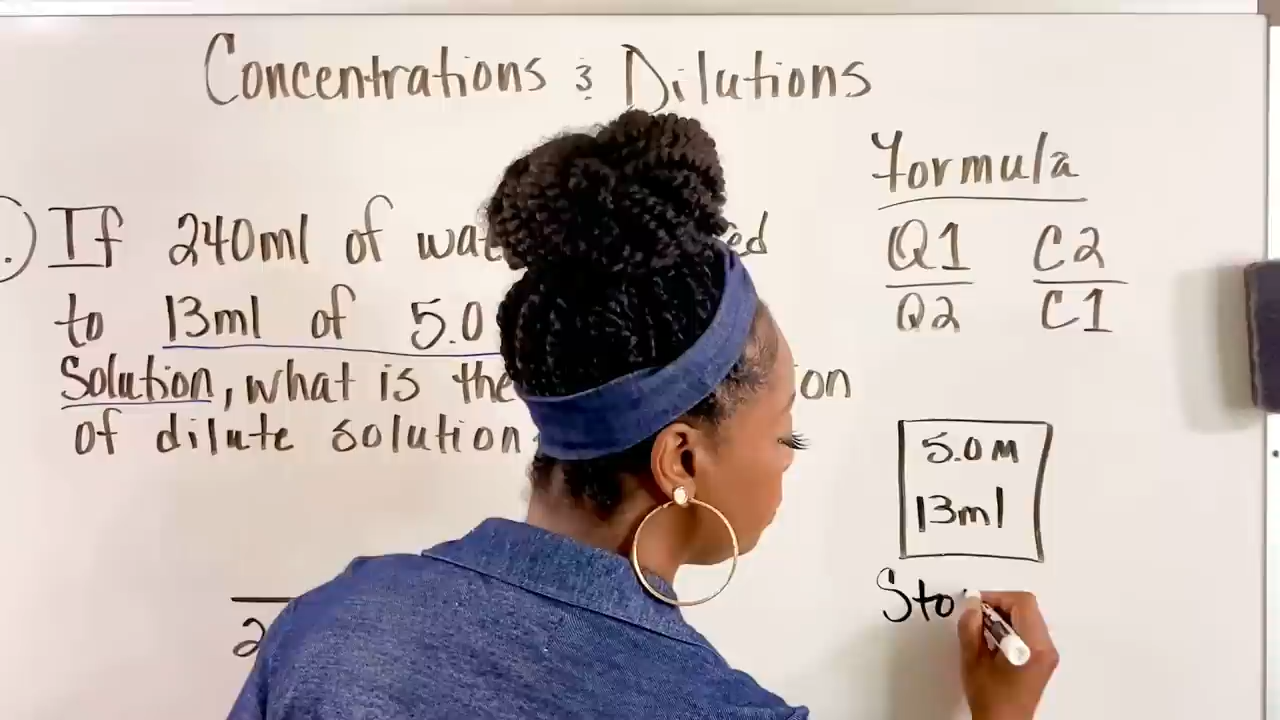 Concentrations & Dilutions
If 240ml of
to 13ml of 5.0
Solution, what is the
of dilute solution
Formula
Q1 C2
Q2 C1
5.0 M
13ml
Sto
2